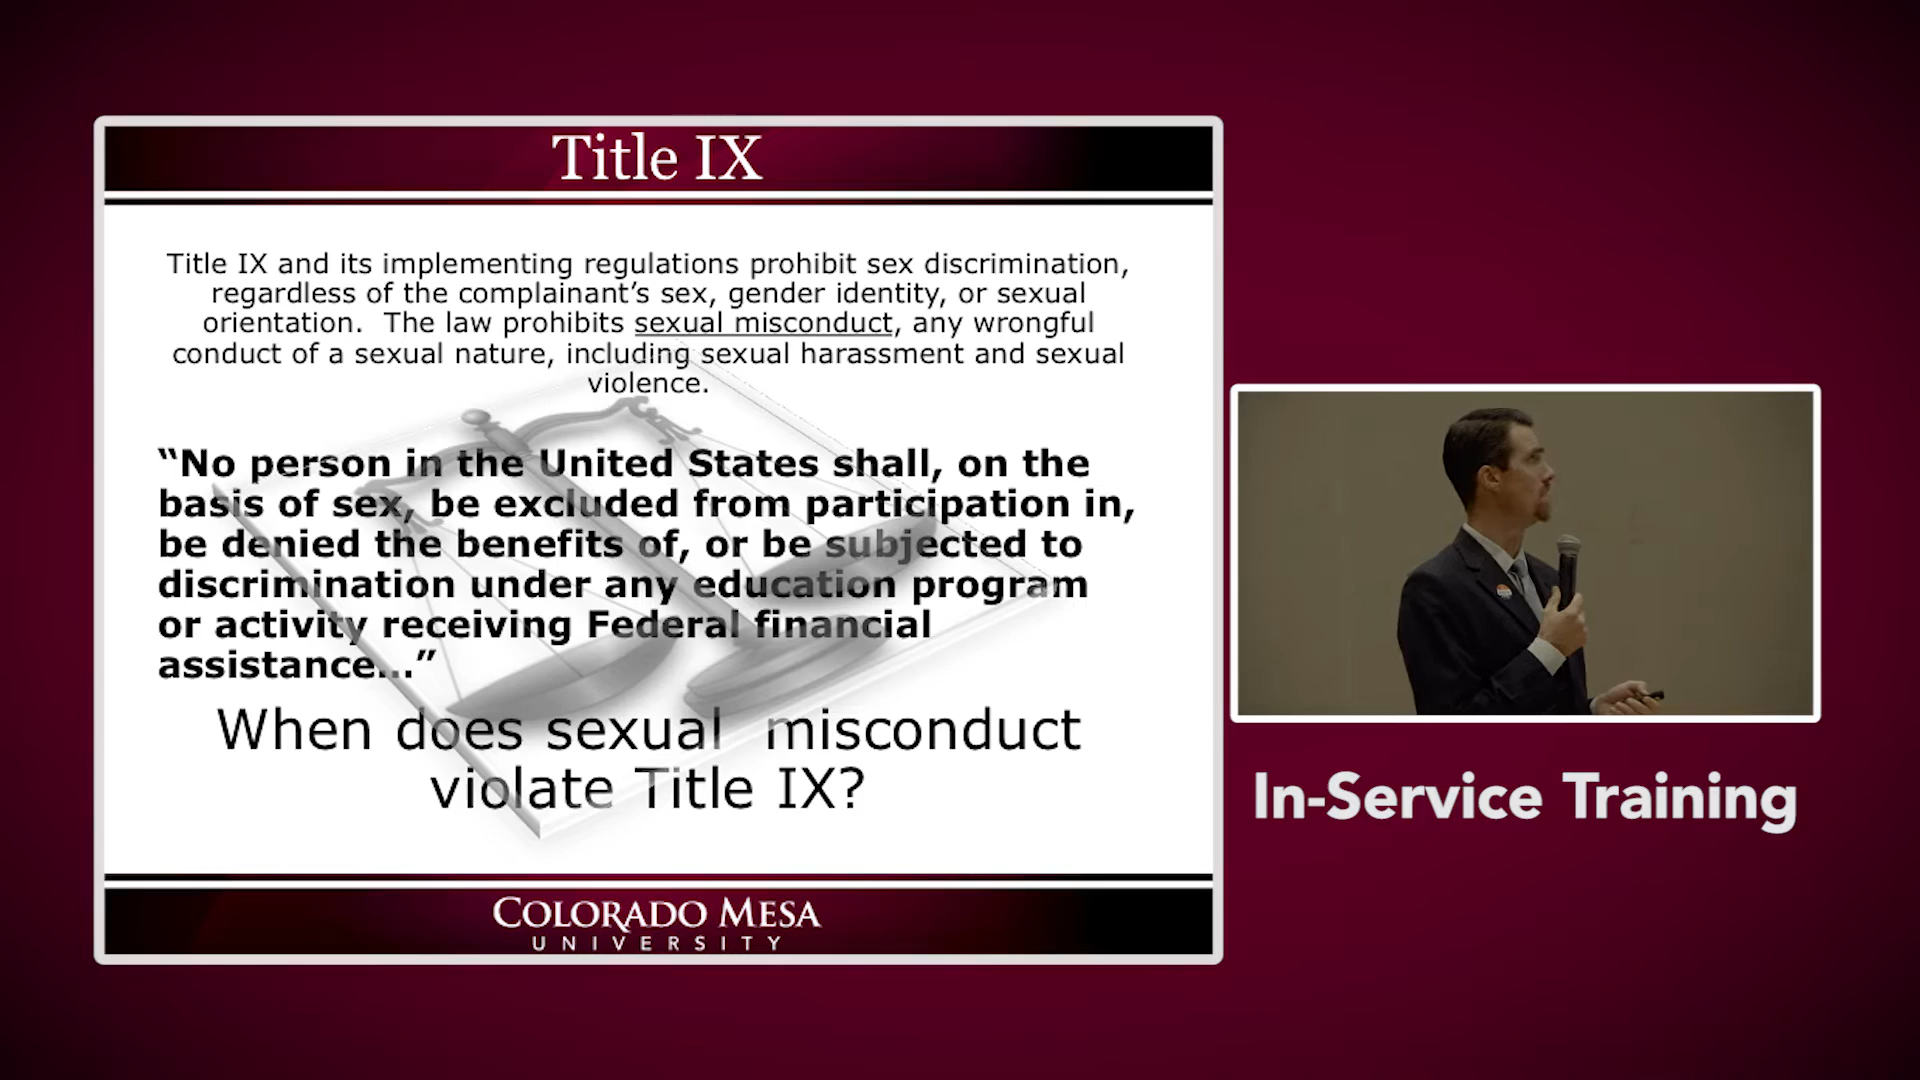 Title IX
Title IX and its implementing regulations prohibit sex discrimination,
regardless of the complainant’s sex, gender identity, or sexual
orientation.  The law prohibits sexual misconduct, any wrongful
conduct of a sexual nature, including sexual harassment and sexual
violence.
“No person in the United States shall, on the
basis of sex, be excluded from participation in,
be denied the benefits of, or be subjected to
discrimination under any education program
or activity receiving Federal financial
assistance...”
When does sexual  misconduct
violate Title IX?
COLORADO MESA
UNIVERSITY
In-Service Training